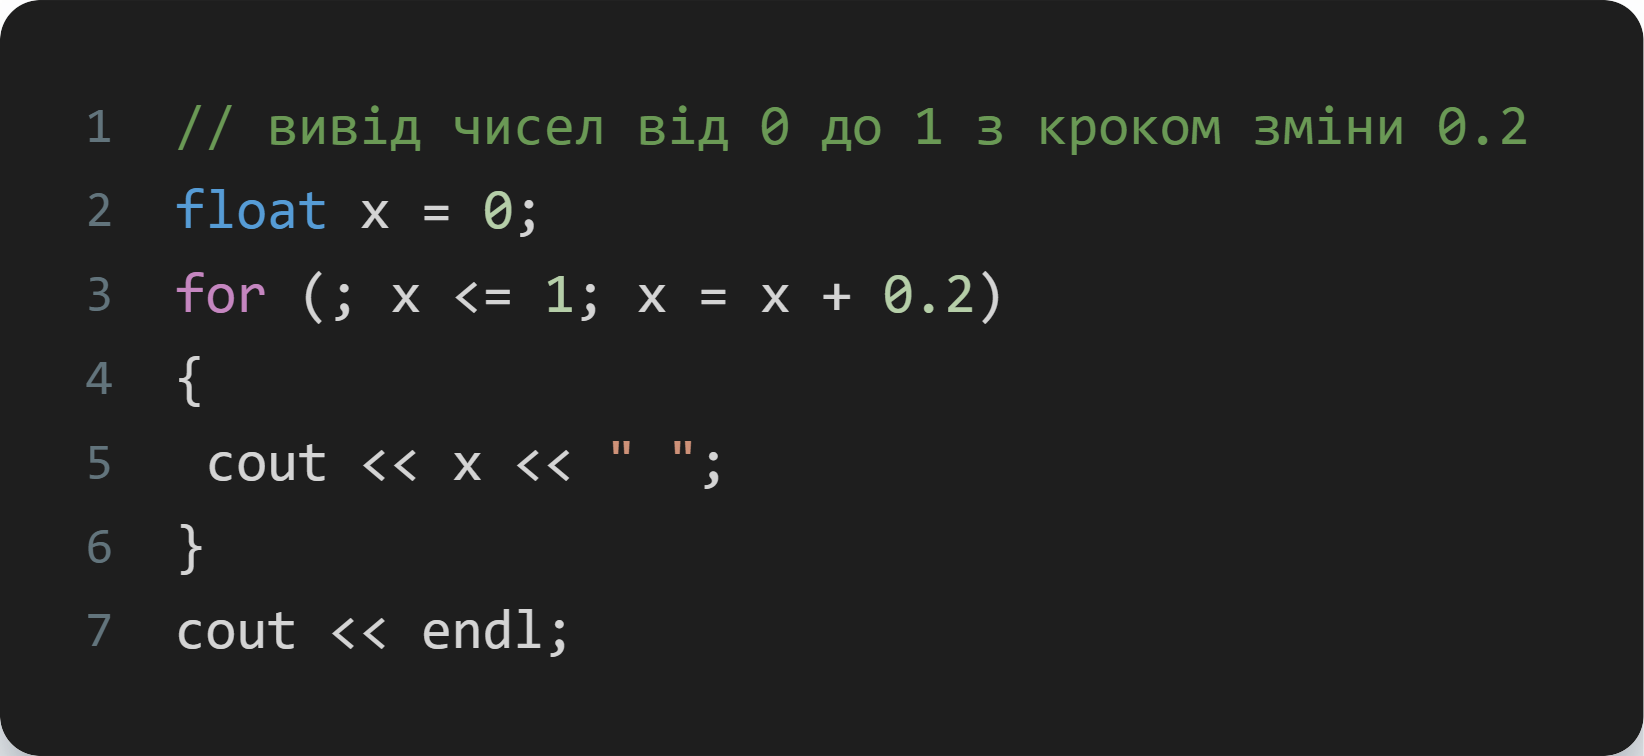 1 // вивід чисел від 0 до 1 з кроком зміни 0.2
2 float x = 0;
3 for (; x <= 1; x = x + 0.2)
4 {
5  cout << x << " ";
6 }
7 cout << endl;